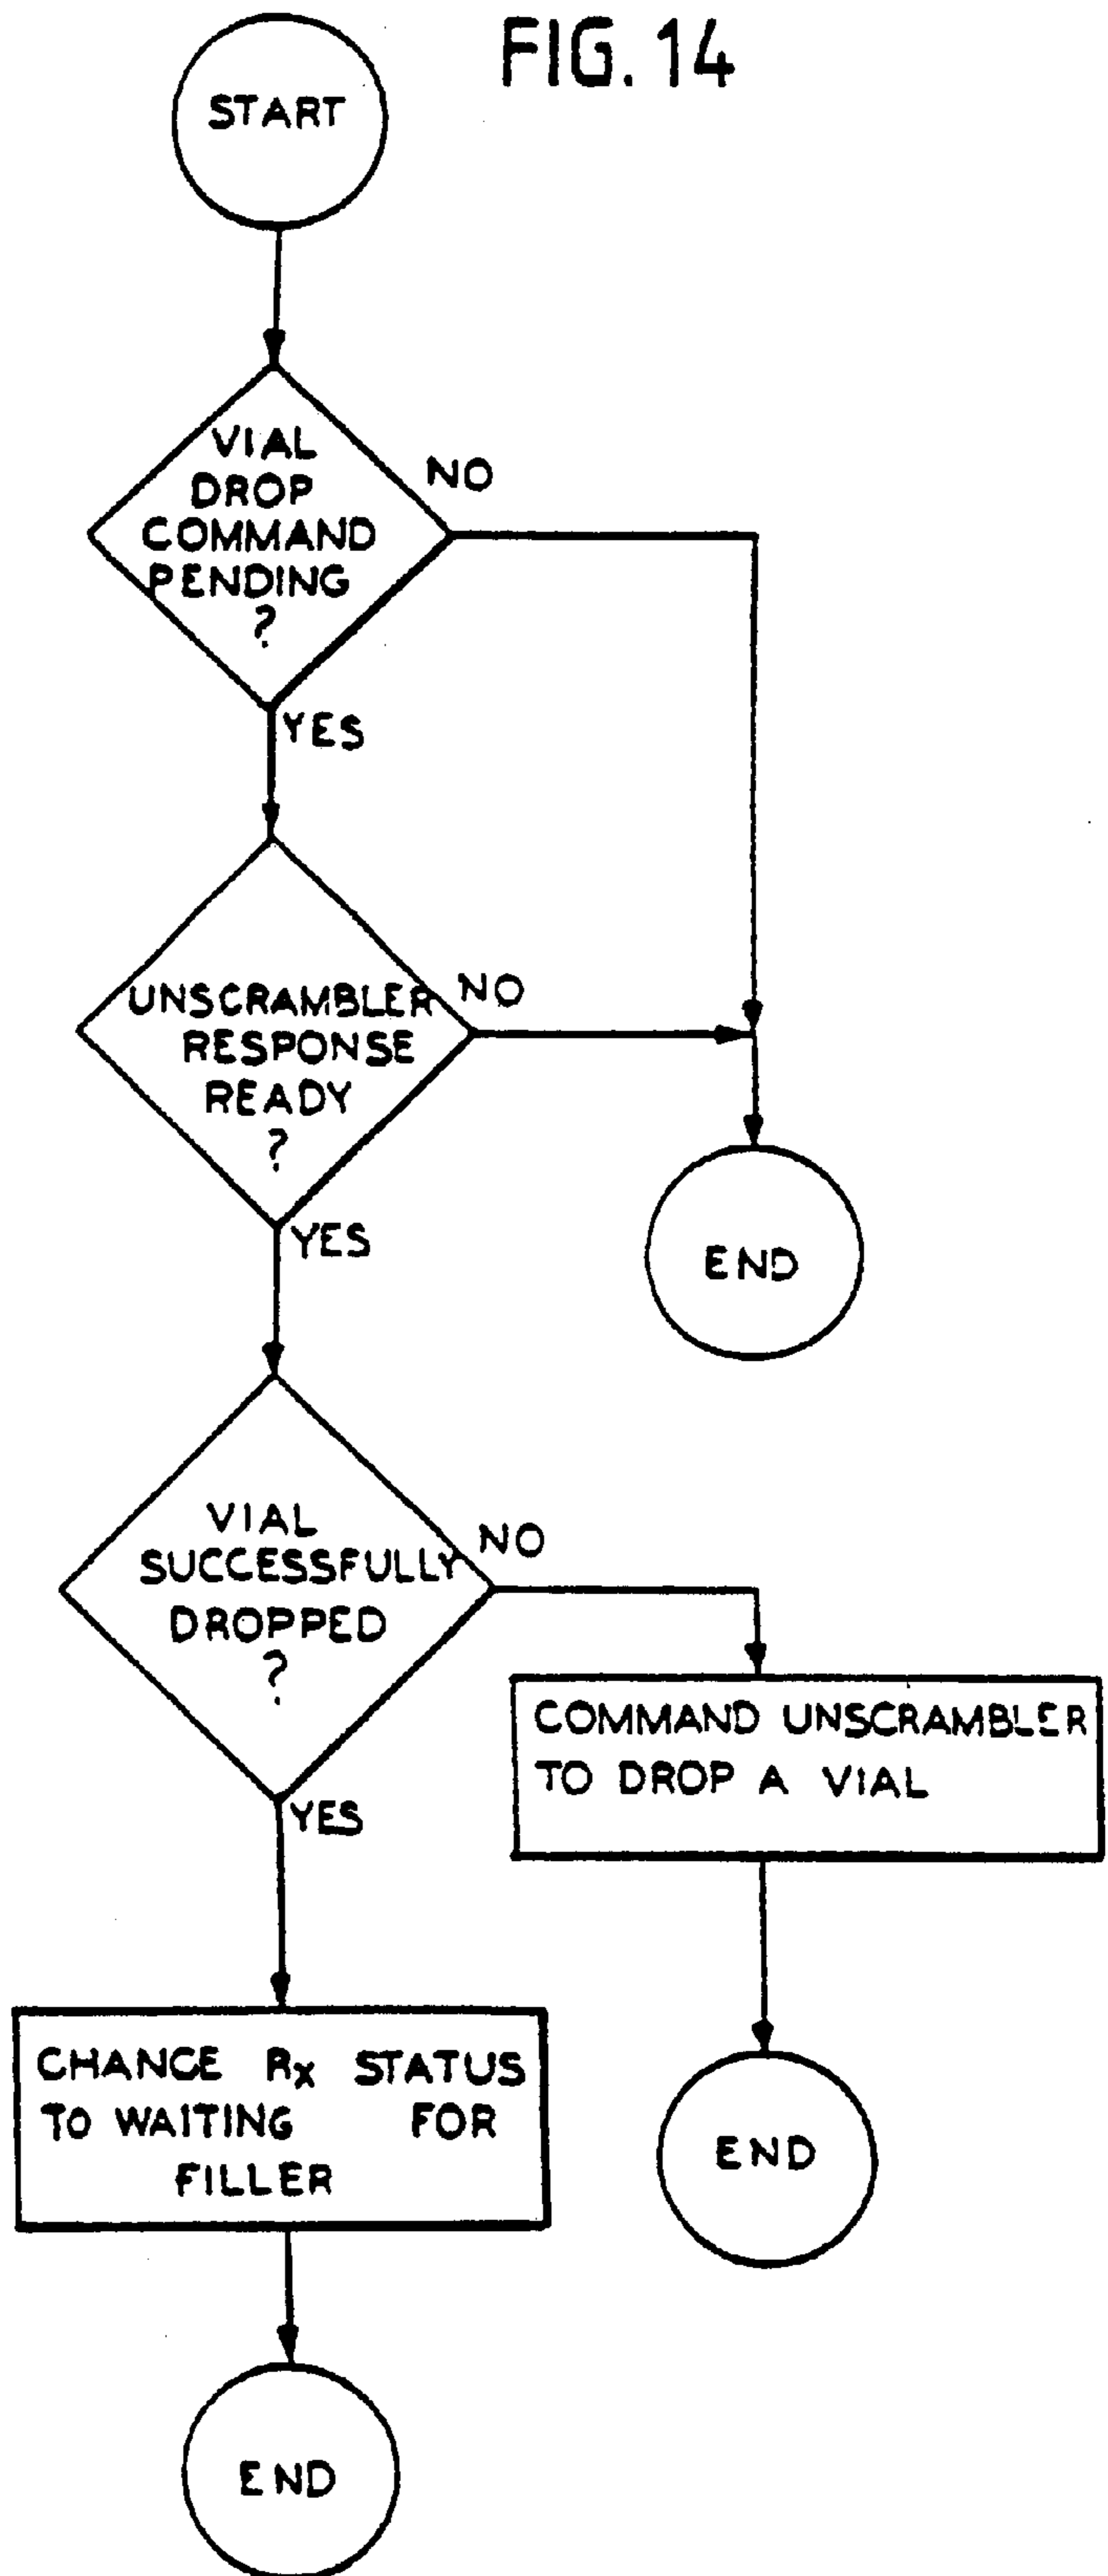 FIG. 14
START
VIAL
DROP
COMMAND
PENDING
?
NO
YES
UNSCRAMBLER
RESPONSE
READY
?
NO
YES
END
VIAL
SUCCESSFULLY
DROPPED
?
NO
YES
COMMAND UNSCRAMBLER
TO DROP A VIAL
CHANGE Rx STATUS
TO WAITING FOR
FILLER
END
END